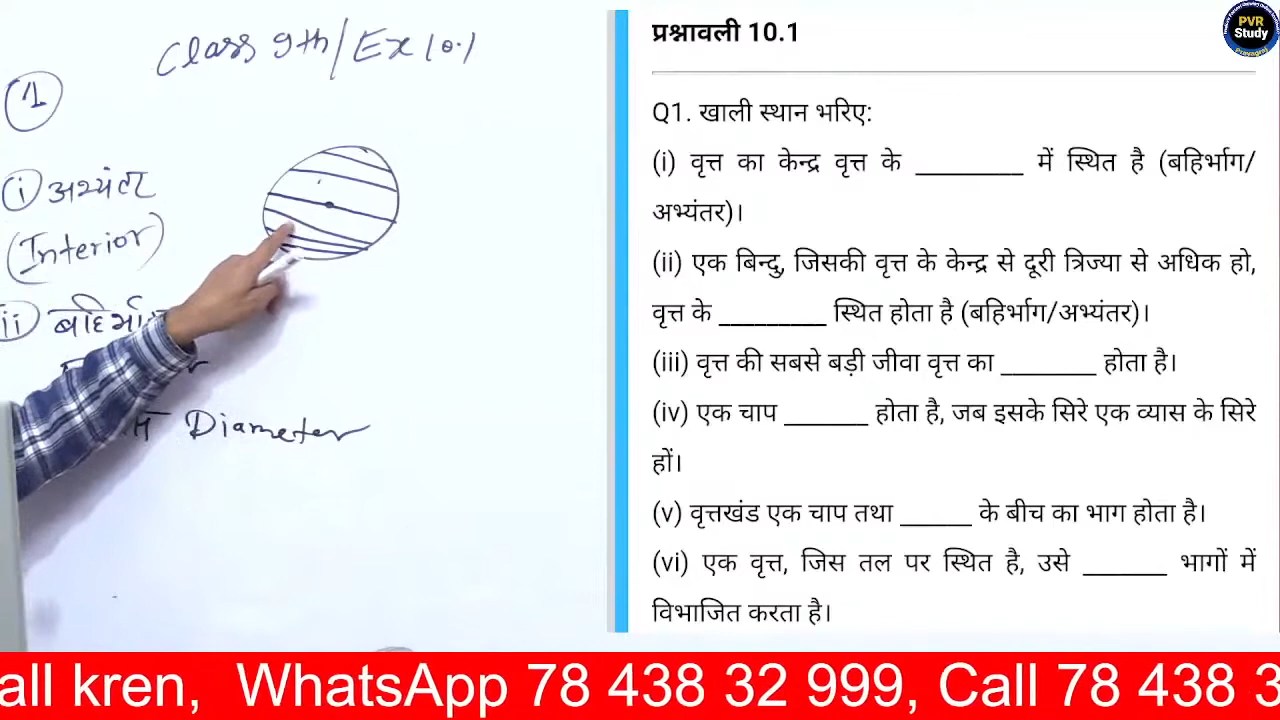 Class 9th/Ex 10.1
1
(i) अभ्यंतर
(Interior)
(ii) बहिर्भा
Diameter
PVR
Study
प्रश्नावली 10.1
Q1. खाली स्थान भरिए:
(i) वृत्त का केन्द्र वृत्त के ________ में स्थित है (बहिर्भाग/
अभ्यंतर)।
(ii) एक बिन्दु, जिसकी वृत्त के केन्द्र से दूरी त्रिज्या से अधिक हो,
वृत्त के ________ स्थित होता है (बहिर्भाग/अभ्यंतर)।
(iii) वृत्त की सबसे बड़ी जीवा वृत्त का _______ होता है।
(iv) एक चाप ______ होता है, जब इसके सिरे एक व्यास के सिरे
हों।
(v) वृत्तखंड एक चाप तथा _____ के बीच का भाग होता है।
(vi) एक वृत्त, जिस तल पर स्थित है, उसे ______ भागों में
विभाजित करता है।
all kren, WhatsApp 78 438 32 999, Call 78 438 3